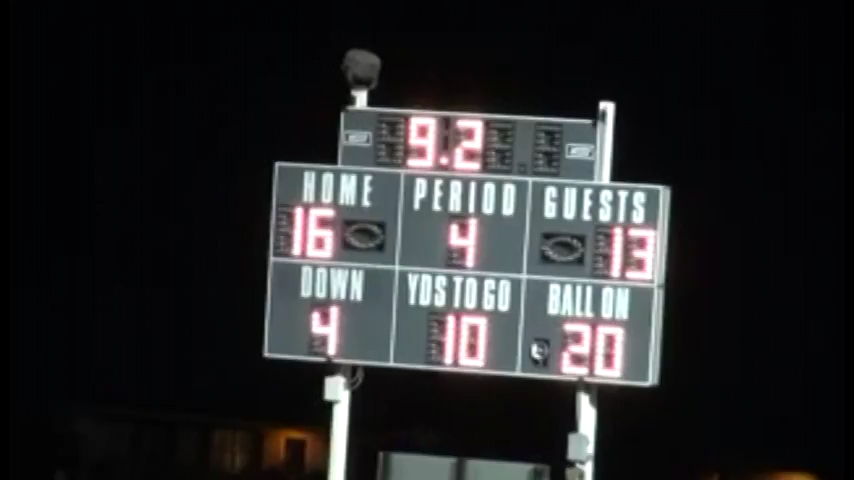 9.2
HOME PERIOD GUESTS
16 4 13
DOWN YDS TO GO BALL ON
4 10 20